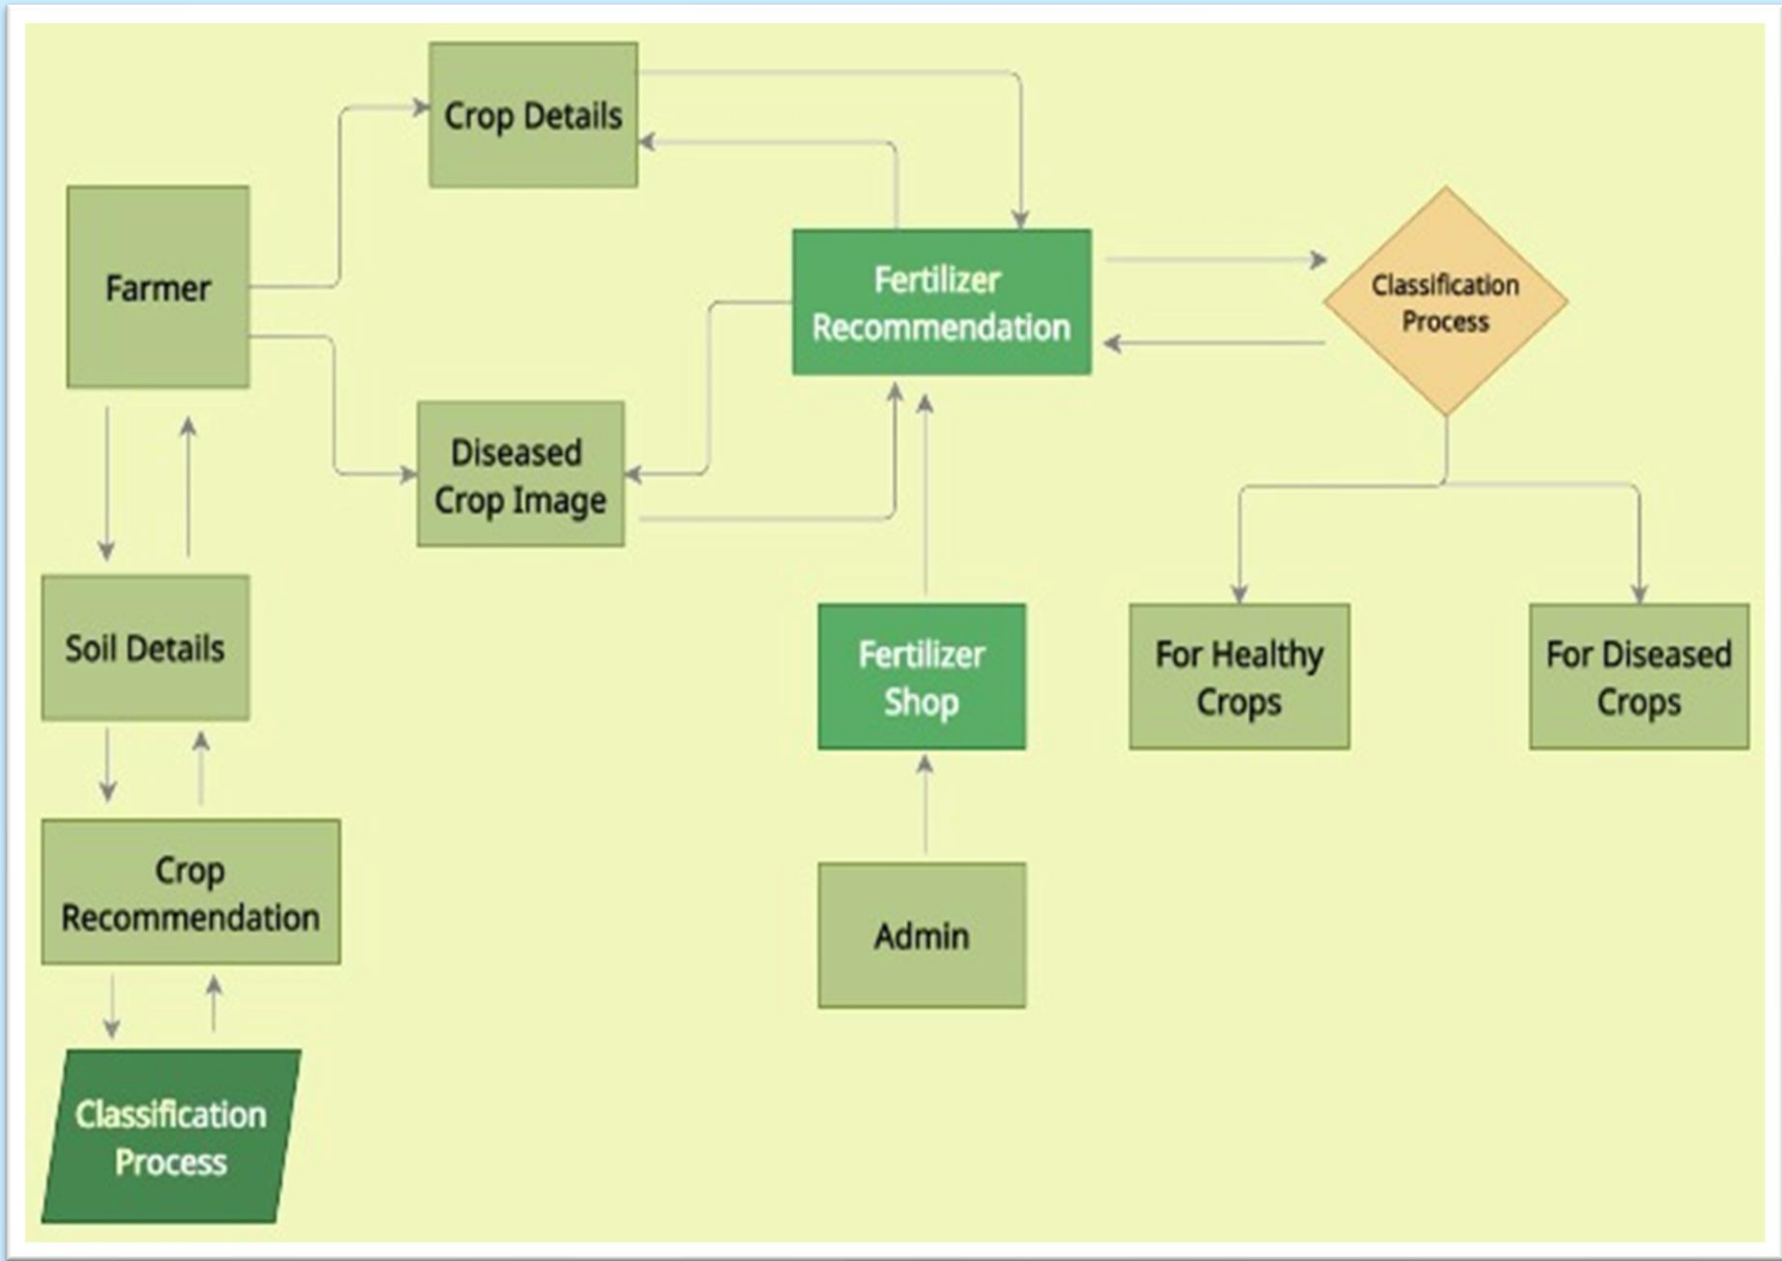 Crop Details
Farmer
Fertilizer
Recommendation
Classification
Process
Diseased
Crop Image
Soil Details
Fertilizer
Shop
For Healthy
Crops
For Diseased
Crops
Crop
Recommendation
Admin
Classification
Process